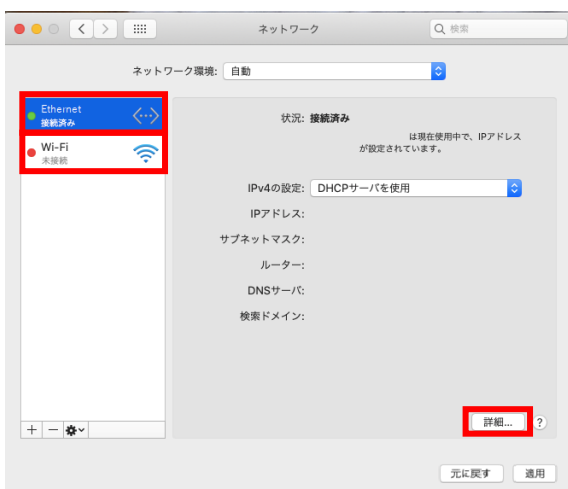 ネットワーク
検索
ネットワーク環境: 自動
Ethernet
接続済み
Wi-Fi
未接続
状況: 接続済み
は現在使用中で、IPアドレス
が設定されています。
IPv4の設定: DHCPサーバを使用
IPアドレス:
サブネットマスク:
ルーター:
DNSサーバ:
検索ドメイン:
詳細... ?
元に戻す 適用